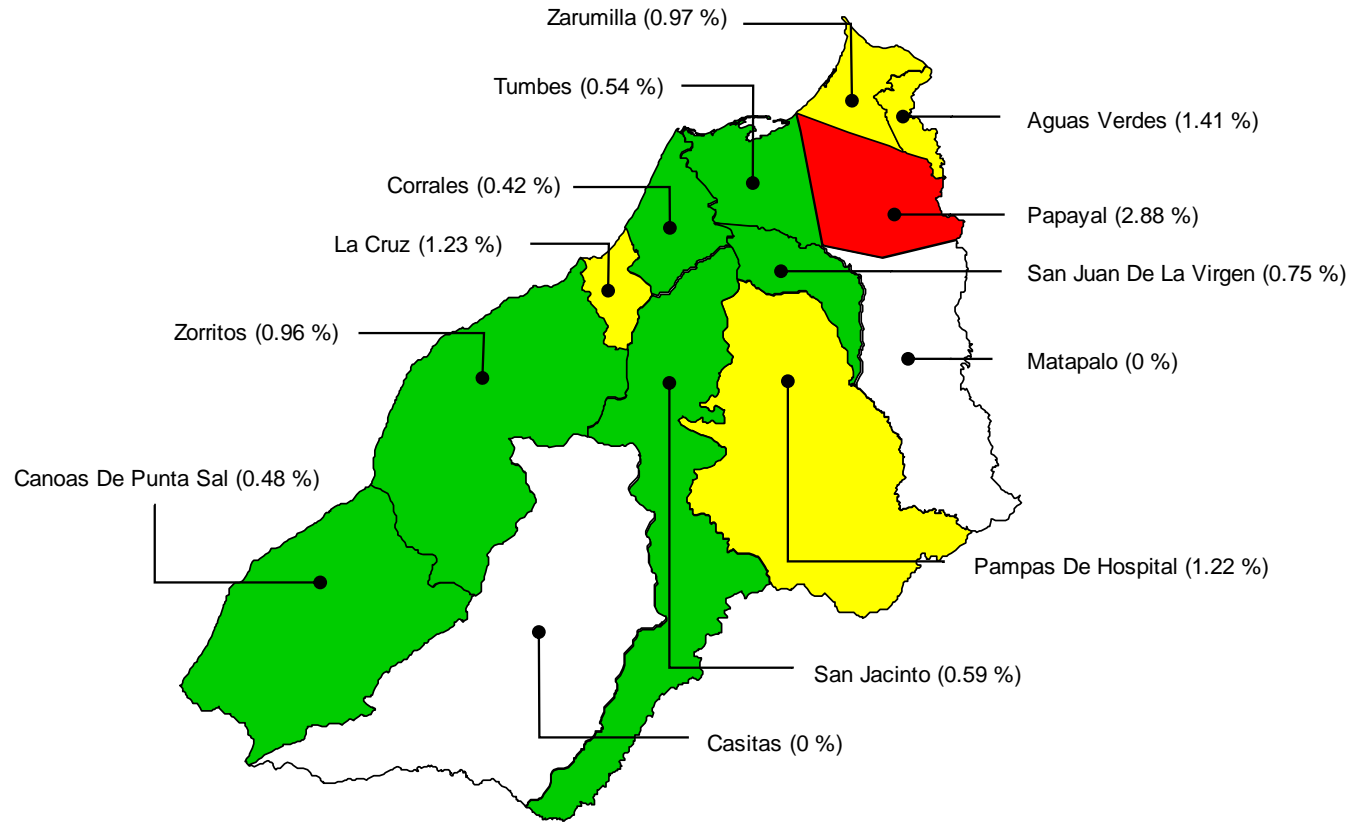 Zarumilla (0.97 %)
Tumbes (0.54 %)
Aguas Verdes (1.41 %)
Corrales (0.42 %)
Papayal (2.88 %)
La Cruz (1.23 %)
San Juan De La Virgen (0.75 %)
Zorritos (0.96 %)
Matapalo (0 %)
Canoas De Punta Sal (0.48 %)
Pampas De Hospital (1.22 %)
San Jacinto (0.59 %)
Casitas (0 %)